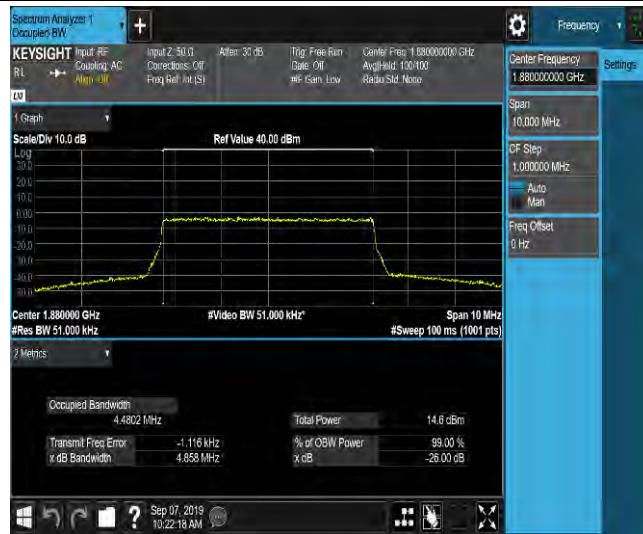 Spectrum Analyzer 1
Occupied BW
Frequency
KEYSIGHT
Input: RF
Coupling: AC
Align: Off
Input Z: 50 Ω
Corrections: Off
Freq Ref: Int (S)
Atten: 30 dB
Trig: Free Run
Gate: Off
#IF Gain: Low
Center Freq: 1.880000000 GHz
Avg|Hold: 100/100
Radio Std: None
RL
LXI
Center Frequency
1.880000000 GHz
Settings
Span
10.000 MHz
CF Step
1.000000 MHz
Auto
Man
Freq Offset
0 Hz
1 Graph
Scale/Div 10.0 dB
Ref Value 40.00 dBm
Log
30.0
20.0
10.0
0.00
-10.0
-20.0
-30.0
-40.0
-50.0
Center 1.880000 GHz
#Video BW 51.000 kHz*
Span 10 MHz
#Res BW 51.000 kHz
#Sweep 100 ms (1001 pts)
2 Metrics
Occupied Bandwidth
4.4802 MHz
Total Power
14.6 dBm
Transmit Freq Error
-1.116 kHz
% of OBW Power
99.00 %
x dB Bandwidth
4.858 MHz
x dB
-26.00 dB
?
Sep 07, 2019
10:22:18 AM